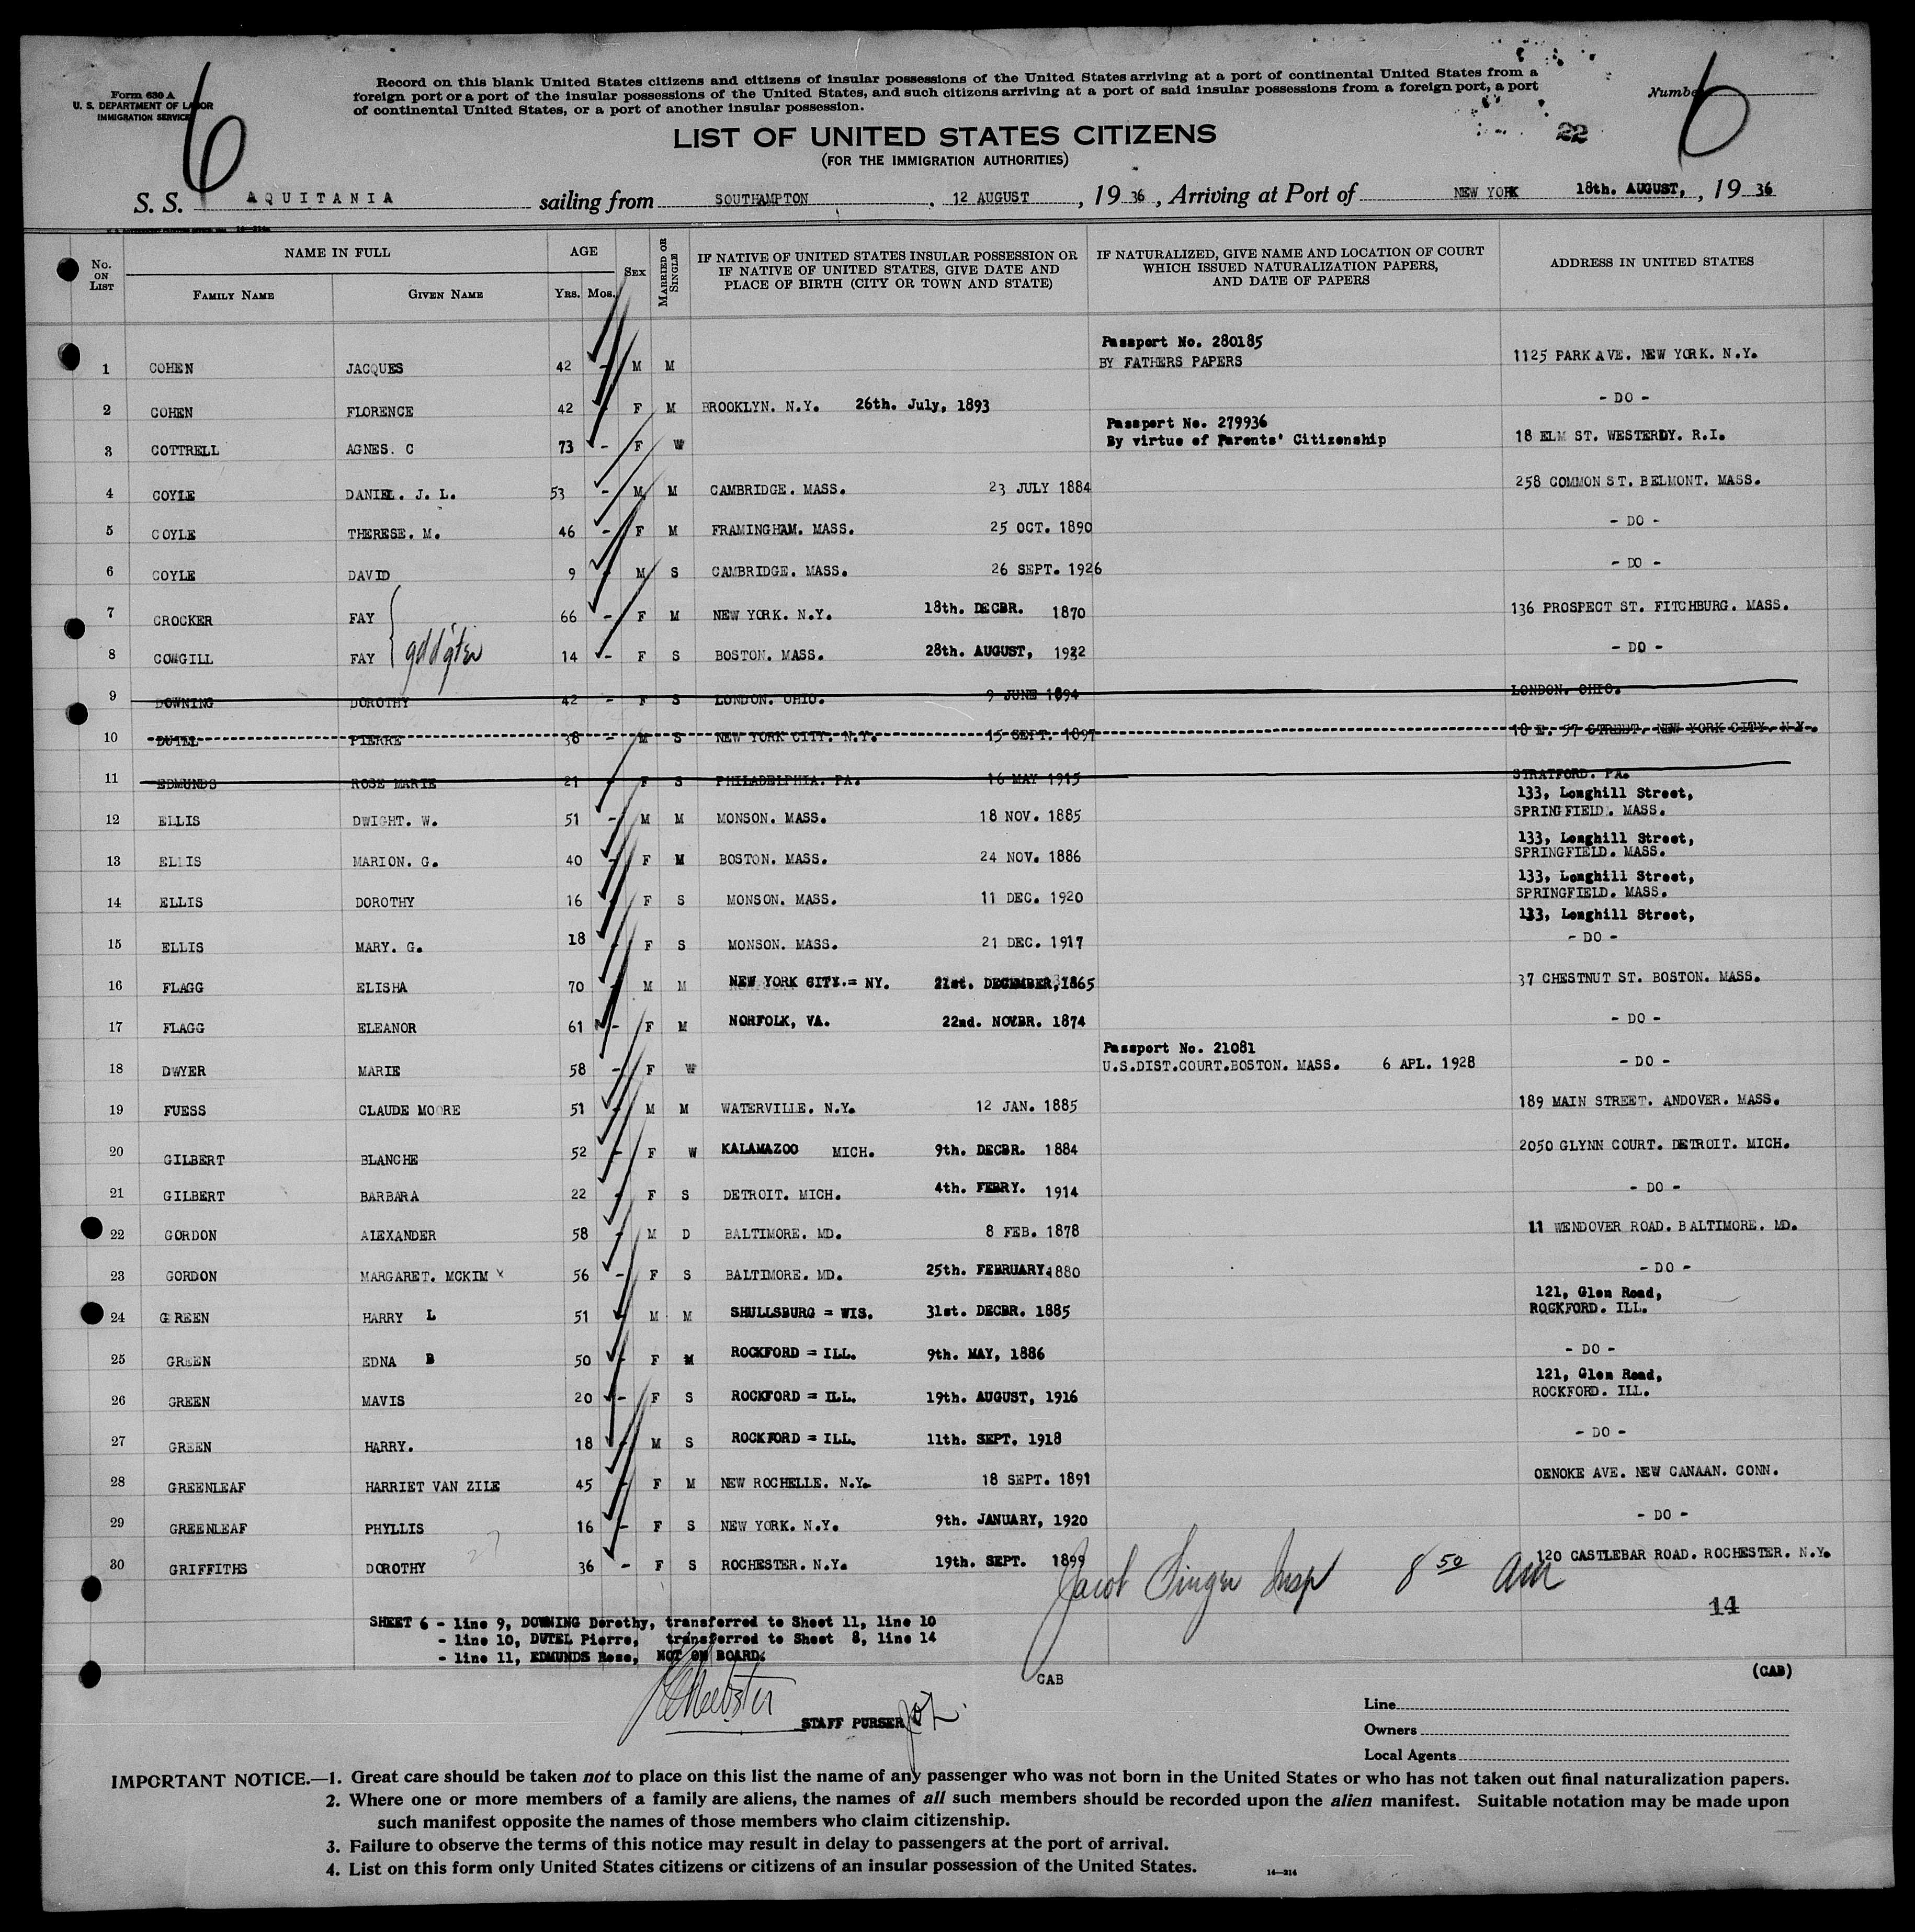 Form 630 A
U. S. DEPARTMENT OF LABOR
IMMIGRATION SERVICE
6
Record on this blank United States citizens and citizens of insular possessions of the United States arriving at a port of continental United States from a
foreign port or a port of the insular possessions of the United States, and such citizens arriving at a port of said insular possessions from a foreign port, a port
of continental United States, or a port of another insular possession.
Number
6
22
LIST OF UNITED STATES CITIZENS
(FOR THE IMMIGRATION AUTHORITIES)
S. S. AQUITANIA sailing from SOUTHAMPTON, 12 AUGUST, 19 36, Arriving at Port of NEW YORK 18th. AUGUST,, 19 36
No. ON LIST NAME IN FULL AGE SEX MARRIED OR SINGLE IF NATIVE OF UNITED STATES INSULAR POSSESSION OR IF NATIVE OF UNITED STATES, GIVE DATE AND PLACE OF BIRTH (CITY OR TOWN AND STATE) IF NATURALIZED, GIVE NAME AND LOCATION OF COURT WHICH ISSUED NATURALIZATION PAPERS, AND DATE OF PAPERS ADDRESS IN UNITED STATES
FAMILY NAME GIVEN NAME YRS. MOS.
Passport No. 280185
1 COHEN JACQUES 42 - M M BY FATHERS PAPERS 1125 PARK AVE. NEW YORK. N.Y.
2 COHEN FLORENCE 42 - F M BROOKLYN. N.Y. 26th. July, 1893 - DO -
Passport No. 279936
3 COTTRELL AGNES. C 73 - F W By virtue of Parents' Citizenship 18 ELM ST. WESTERDY. R.I.
4 COYLE DANIEL. J. L. 53 - M M CAMBRIDGE. MASS. 23 JULY 1884 258 COMMON ST. BELMONT. MASS.
5 COYLE THERESE. M. 46 - F M FRAMINGHAM. MASS. 25 OCT. 1890 - DO -
6 COYLE DAVID 9 - M S CAMBRIDGE. MASS. 26 SEPT. 1926 - DO -
7 CROCKER FAY 66 - F M NEW YORK. N.Y. 18th. DECBR. 1870 136 PROSPECT ST. FITCHBURG. MASS.
8 COWGILL FAY 14 - F S BOSTON. MASS. 28th. AUGUST, 1922 - DO -
9 DOWNING DOROTHY 42 - F S LONDON. OHIO. 9 JUNE 1894 LONDON. OHIO.
10 DUTEL PIERRE 38 - M S NEW YORK CITY. N.Y. 15 SEPT. 1897 18 E. 57 STREET. NEW YORK CITY. N.Y.
11 EDMUNDS ROSE MARIE 21 - F S PHILADELPHIA. PA. 16 MAY 1915 STRATFORD. PA.
133, Longhill Street,
12 ELLIS DWIGHT. W. 51 - M M MONSON. MASS. 18 NOV. 1885 SPRINGFIELD. MASS.
133, Longhill Street,
13 ELLIS MARION. G. 40 - F M BOSTON. MASS. 24 NOV. 1886 SPRINGFIELD. MASS.
133, Longhill Street,
14 ELLIS DOROTHY 16 - F S MONSON. MASS. 11 DEC. 1920 SPRINGFIELD. MASS.
133, Longhill Street,
15 ELLIS MARY. G. 18 - F S MONSON. MASS. 21 DEC. 1917 - DO -
16 FLAGG ELISHA 70 - M M NEW YORK CITY.= NY. 21st. DECEMBER, 1865 37 CHESTNUT ST. BOSTON. MASS.
17 FLAGG ELEANOR 61 - F M NORFOLK, VA. 22nd. NOVBR. 1874 - DO -
Passport No. 21081
18 DWYER MARIE 58 - F W U.S.DIST.COURT.BOSTON. MASS. 6 APL. 1928 - DO -
19 FUESS CLAUDE MOORE 51 - M M WATERVILLE. N.Y. 12 JAN. 1885 189 MAIN STREET. ANDOVER. MASS.
20 GILBERT BLANCHE 52 - F W KALAMAZOO MICH. 9th. DECBR. 1884 2050 GLYNN COURT. DETROIT. MICH.
21 GILBERT BARBARA 22 - F S DETROIT. MICH. 4th. FEBRY. 1914 - DO -
22 GORDON ALEXANDER 58 - M D BALTIMORE. MD. 8 FEB. 1878 11 WENDOVER ROAD. BALTIMORE. MD.
23 GORDON MARGARET. MCKIM 56 - F S BALTIMORE. MD. 25th. FEBRUARY.1880 - DO -
121, Glen Road,
24 GREEN HARRY L 51 - M M SHULLSBURG = WIS. 31st. DECBR. 1885 ROCKFORD. ILL.
25 GREEN EDNA B 50 - F M ROCKFORD = ILL. 9th. MAY, 1886 - DO -
121, Glen Road,
26 GREEN MAVIS 20 - F S ROCKFORD = ILL. 19th. AUGUST, 1916 ROCKFORD. ILL.
27 GREEN HARRY. 18 - M S ROCKFORD = ILL. 11th. SEPT. 1918 - DO -
28 GREENLEAF HARRIET VAN ZILE 45 - F M NEW ROCHELLE. N.Y. 18 SEPT. 1891 OENOKE AVE. NEW CANAAN. CONN.
29 GREENLEAF PHYLLIS 16 - F S NEW YORK. N.Y. 9th. JANUARY, 1920 - DO -
30 GRIFFITHS DOROTHY 36 - F S ROCHESTER. N.Y. 19th. SEPT. 1899 120 CASTLEBAR ROAD. ROCHESTER. N.Y.
Jacob Singer Insp 8 50 am
14
SHEET 6 - line 9, DOWNING Dorothy, transferred to Sheet 11, line 10
- line 10, DUTEL Pierre, transferred to Sheet 8, line 14
- line 11, EDMUNDS Rose, NOT ON BOARD.
CAB
(CAB)
Webster
STAFF PURSER
Line
Owners
Local Agents
IMPORTANT NOTICE.—1. Great care should be taken not to place on this list the name of any passenger who was not born in the United States or who has not taken out final naturalization papers.
2. Where one or more members of a family are aliens, the names of all such members should be recorded upon the alien manifest. Suitable notation may be made upon
such manifest opposite the names of those members who claim citizenship.
3. Failure to observe the terms of this notice may result in delay to passengers at the port of arrival.
4. List on this form only United States citizens or citizens of an insular possession of the United States.
14—214